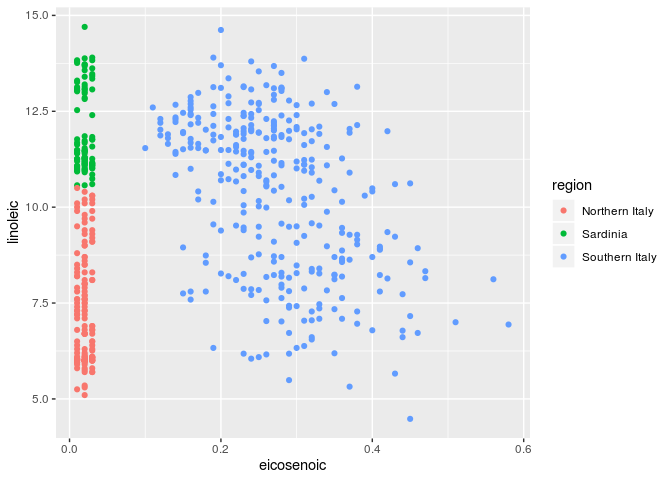 15.0
12.5
10.0
7.5
5.0
linoleic
0.0 0.2 0.4 0.6
eicosenoic
region
Northern Italy
Sardinia
Southern Italy